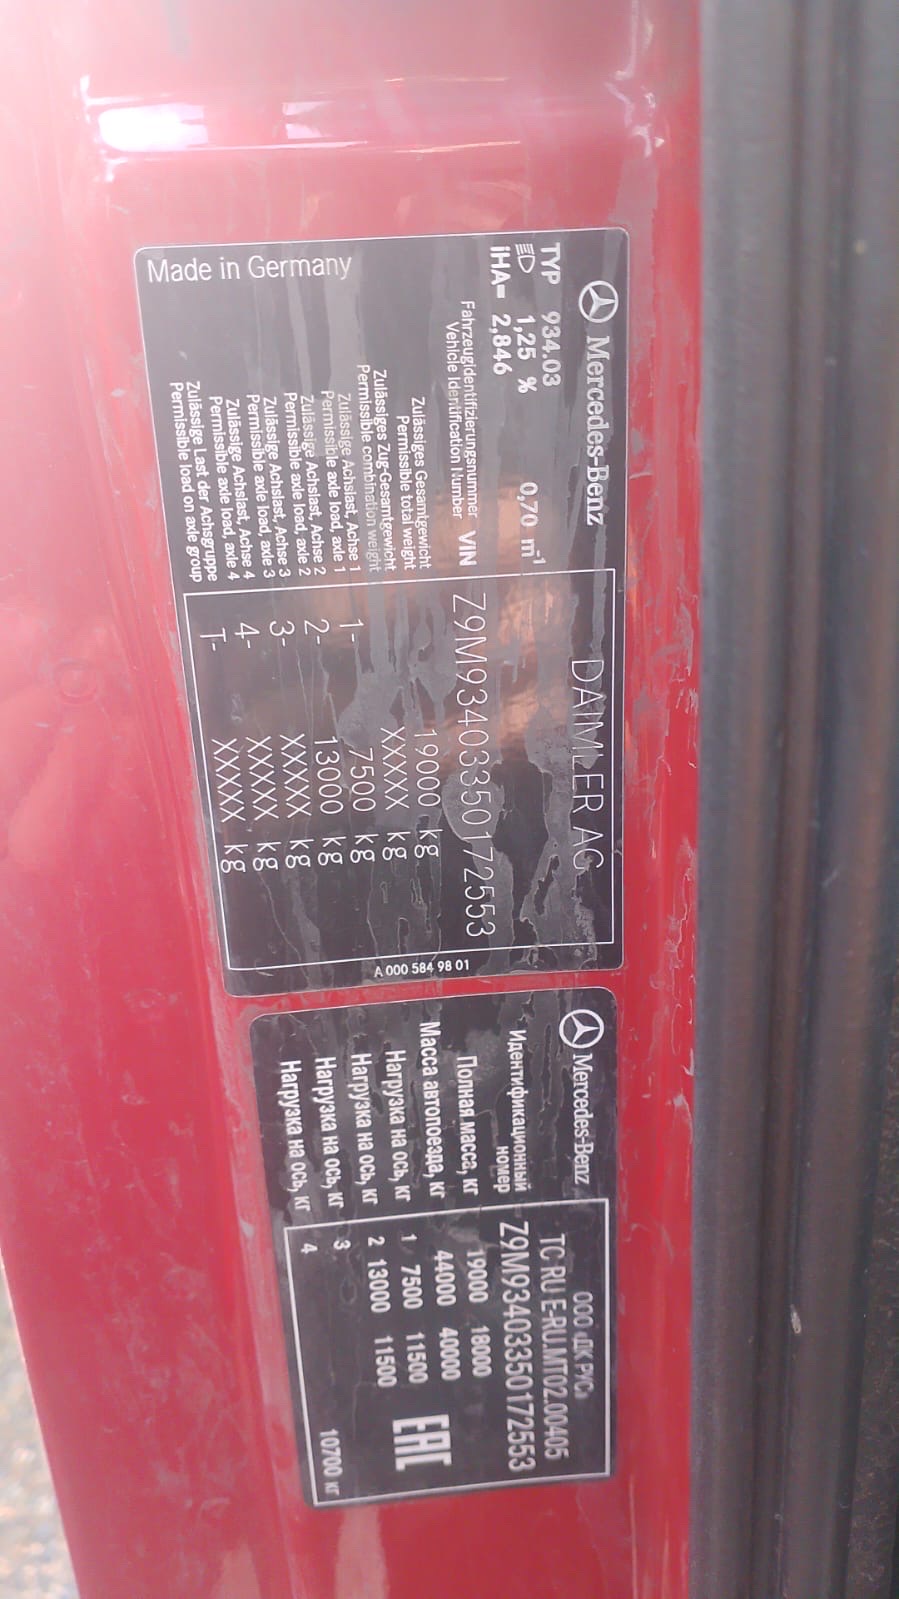 Mercedes-Benz DAIMLER AG
TYP 934.03
1,25 % 0,70 m⁻¹
iHA= 2,846
Fahrzeugidentifizierungsnummer
Vehicle Identification Number VIN Z9M93403350172553
Zulässiges Gesamtgewicht
Permissible total weight 19000 kg
Zulässiges Zug-Gesamtgewicht
Permissible combination weight XXXXX kg
Zulässige Achslast, Achse 1
Permissible axle load, axle 1 1- 7500 kg
Zulässige Achslast, Achse 2
Permissible axle load, axle 2 2- 13000 kg
Zulässige Achslast, Achse 3
Permissible axle load, axle 3 3- XXXXX kg
Zulässige Achslast, Achse 4
Permissible axle load, axle 4 4- XXXXX kg
Zulässige Last der Achsgruppe
Permissible load on axle group T- XXXXX kg
Made in Germany
A 000 584 98 01
Mercedes-Benz ООО «ДК РУС»
ТС RU E-RU.MT02.00405
Идентификационный
номер Z9M93403350172553
Полная масса, кг 19000 18000
Масса автопоезда, кг 44000 40000
Нагрузка на ось, кг 1 7500 11500
Нагрузка на ось, кг 2 13000 11500
Нагрузка на ось, кг 3
Нагрузка на ось, кг 4 10700 кг
EAC